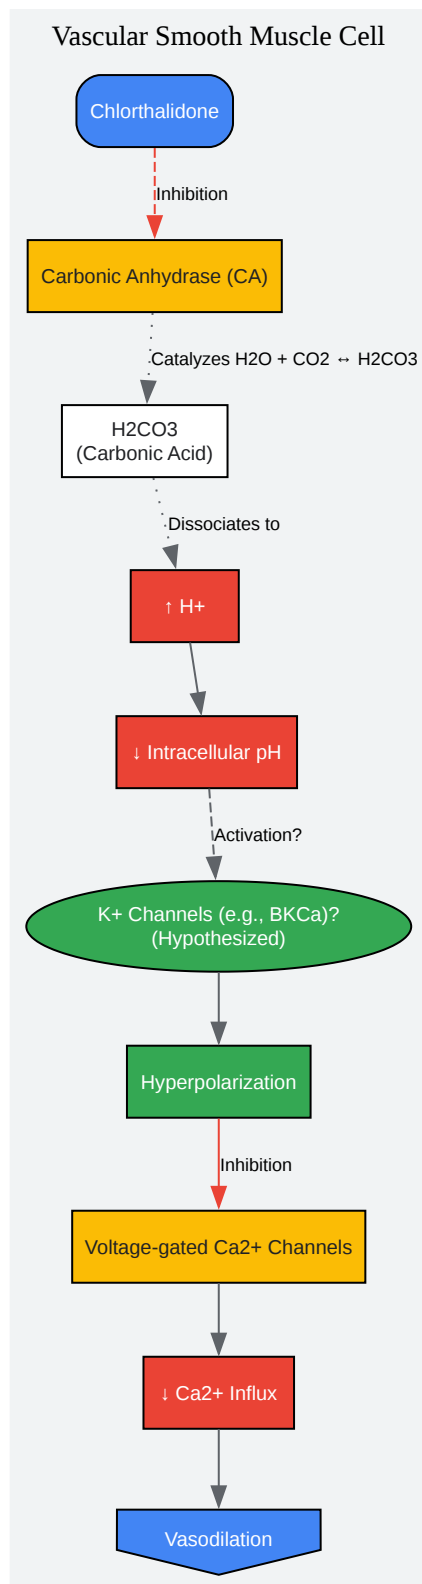 Vascular Smooth Muscle Cell
Chlorthalidone
Inhibition
Carbonic Anhydrase (CA)
Catalyzes H2O + CO2 ↔ H2CO3
H2CO3
(Carbonic Acid)
Dissociates to
↑ H+
↓ Intracellular pH
Activation?
K+ Channels (e.g., BKCa)?
(Hypothesized)
Hyperpolarization
Inhibition
Voltage-gated Ca2+ Channels
↓ Ca2+ Influx
Vasodilation